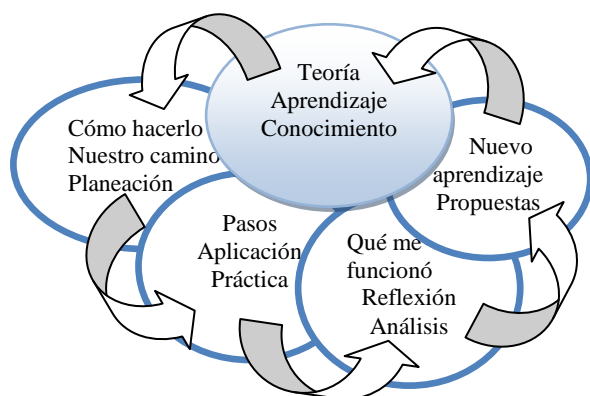 Teoría
Aprendizaje
Conocimiento
Cómo hacerlo
Nuestro camino
Planeación
Pasos
Aplicación
Práctica
Qué me
funcionó
Reflexión
Análisis
Nuevo
aprendizaje
Propuestas